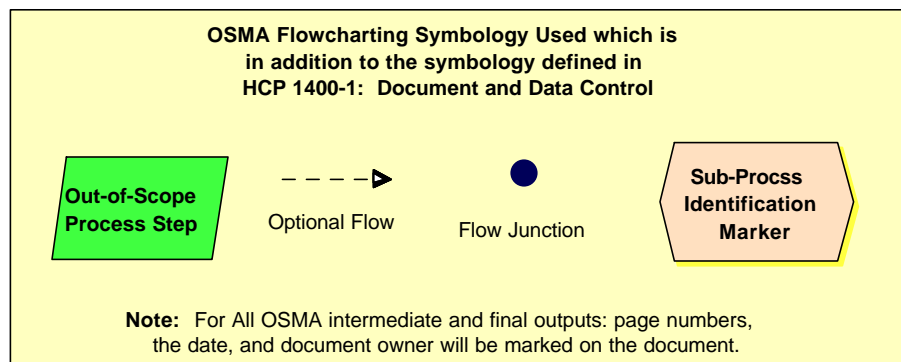 OSMA Flowcharting Symbology Used which is
in addition to the symbology defined in
HCP 1400-1: Document and Data Control
Out-of-Scope
Process Step
Optional Flow
Flow Junction
Sub-Procss
Identification
Marker
Note: For All OSMA intermediate and final outputs: page numbers,
the date, and document owner will be marked on the document.